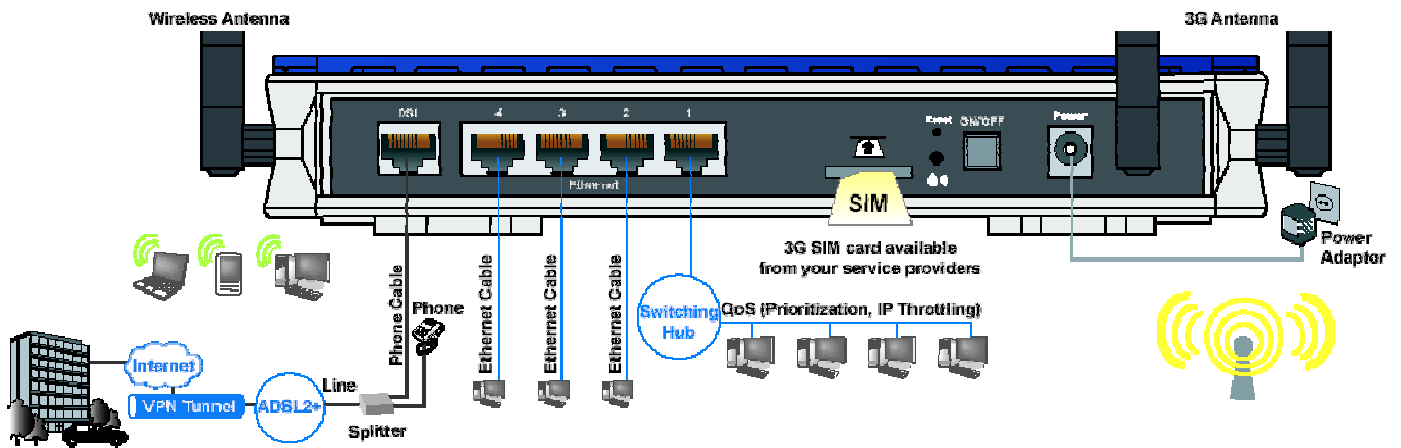 Wireless Antenna
3G Antenna
DSL
4
3
2
1
Ethernet
Reset
ON/OFF
Power
SIM
3G SIM card available
from your service providers
Power
Adaptor
Phone Cable
Phone
Ethernet Cable
Ethernet Cable
Ethernet Cable
Switching
Hub
QoS (Prioritization, IP Throttling)
Internet
VPN Tunnel
ADSL2+
Line
Splitter